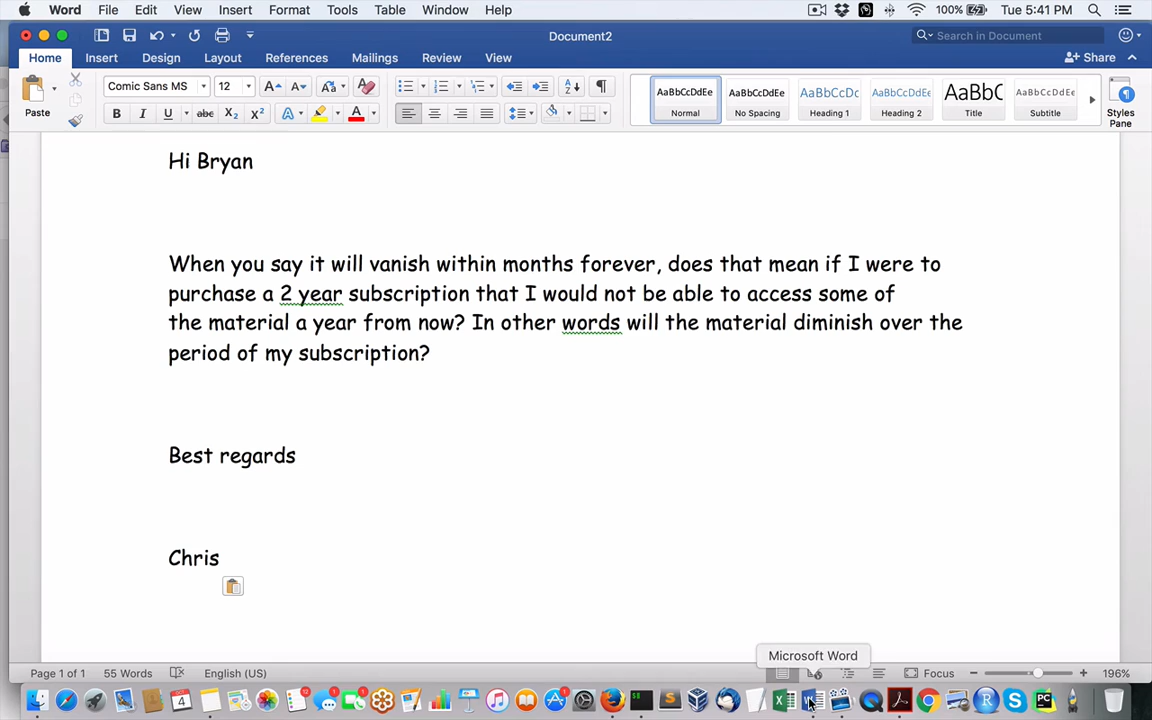 Word File Edit View Insert Format Tools Table Window Help 100% Tue 5:41 PM
Document2 Search in Document
Home Insert Design Layout References Mailings Review View Share
Paste Comic Sans MS 12 A A Aa AaBbCcDdEe AaBbCcDdEe AaBbCcDc AaBbCcDdEe AaBbC AaBbCcDdEe
B I U abc X2 X2 A A Normal No Spacing Heading 1 Heading 2 Title Subtitle Styles Pane
Hi Bryan
When you say it will vanish within months forever, does that mean if I were to
purchase a 2 year subscription that I would not be able to access some of
the material a year from now? In other words will the material diminish over the
period of my subscription?
Best regards
Chris
Microsoft Word
Page 1 of 1 55 Words English (US) Focus 196%